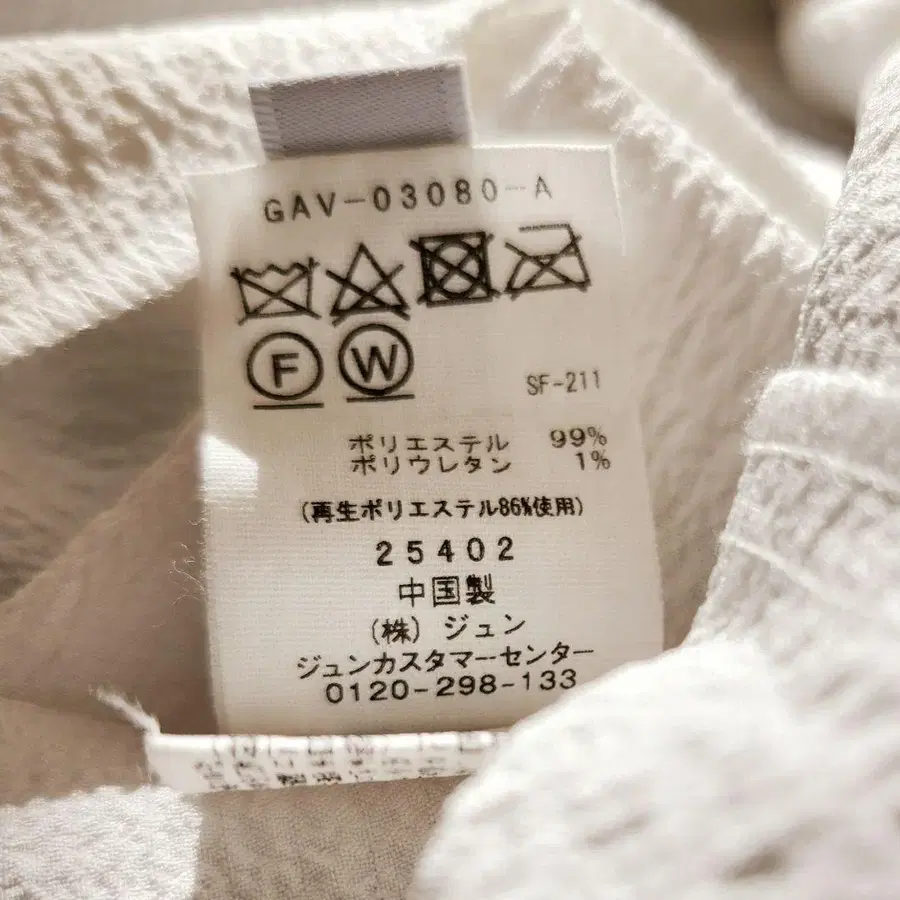 GAV-03080-A
F W
SF-211
ポリエステル 99%
ポリウレタン 1%
(再生ポリエステル86%使用)
25402
中国製
(株) ジュン
ジュンカスタマーセンター
0120-298-133